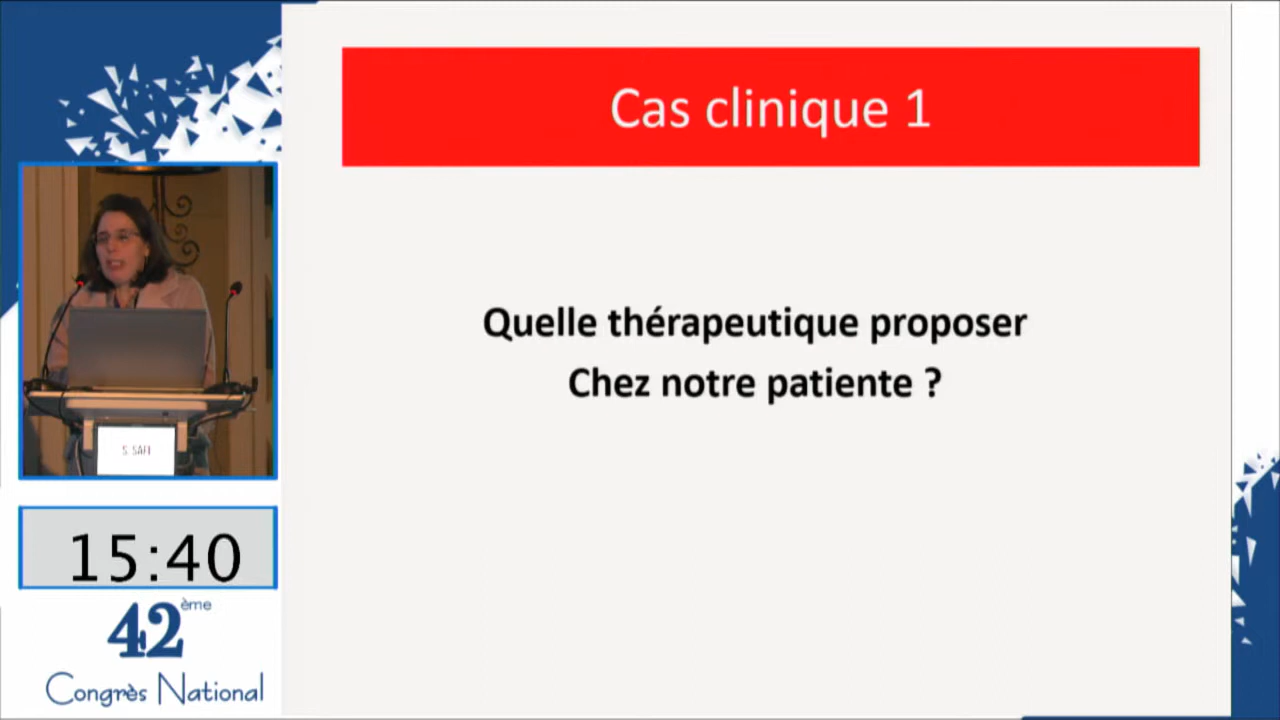 Cas clinique 1
Quelle thérapeutique proposer
Chez notre patiente ?
S. SAFI
15:40
42ème
Congrès National